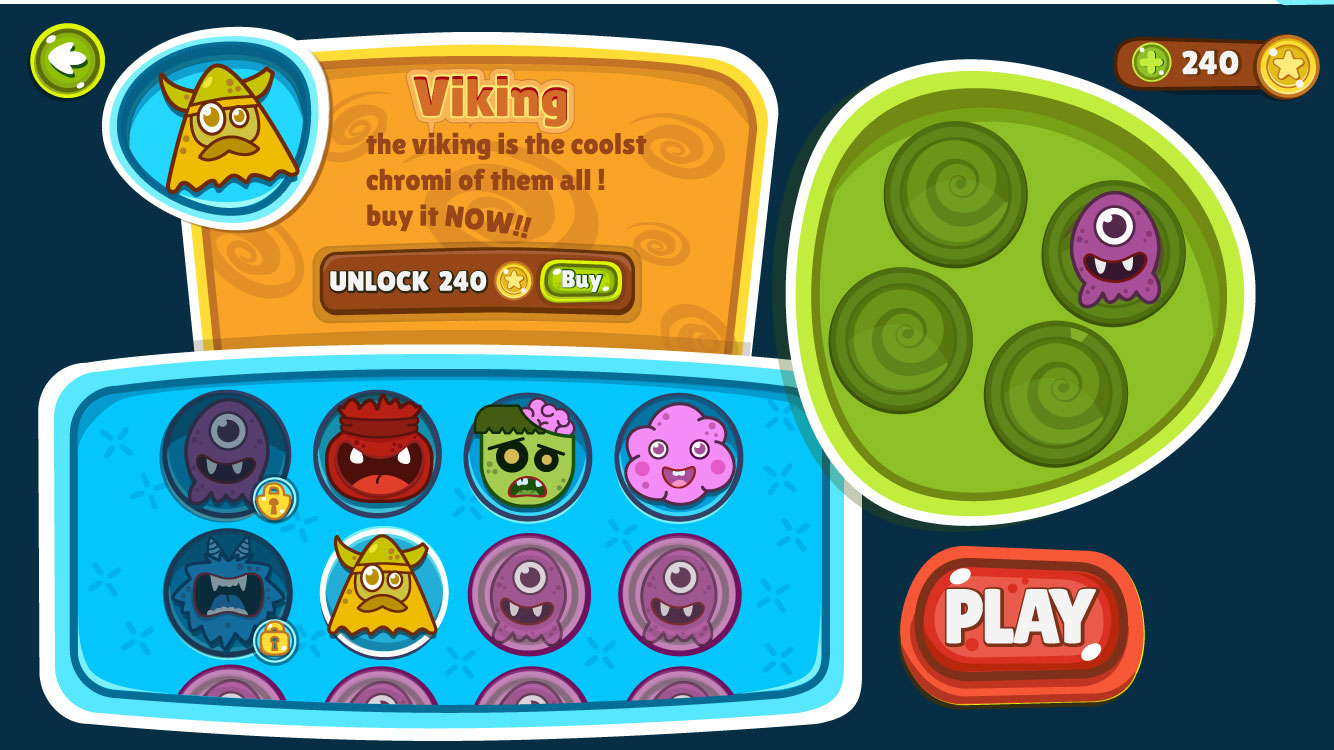 240
Viking
the viking is the coolst
chromi of them all !
buy it NOW!!
UNLOCK 240 Buy
PLAY